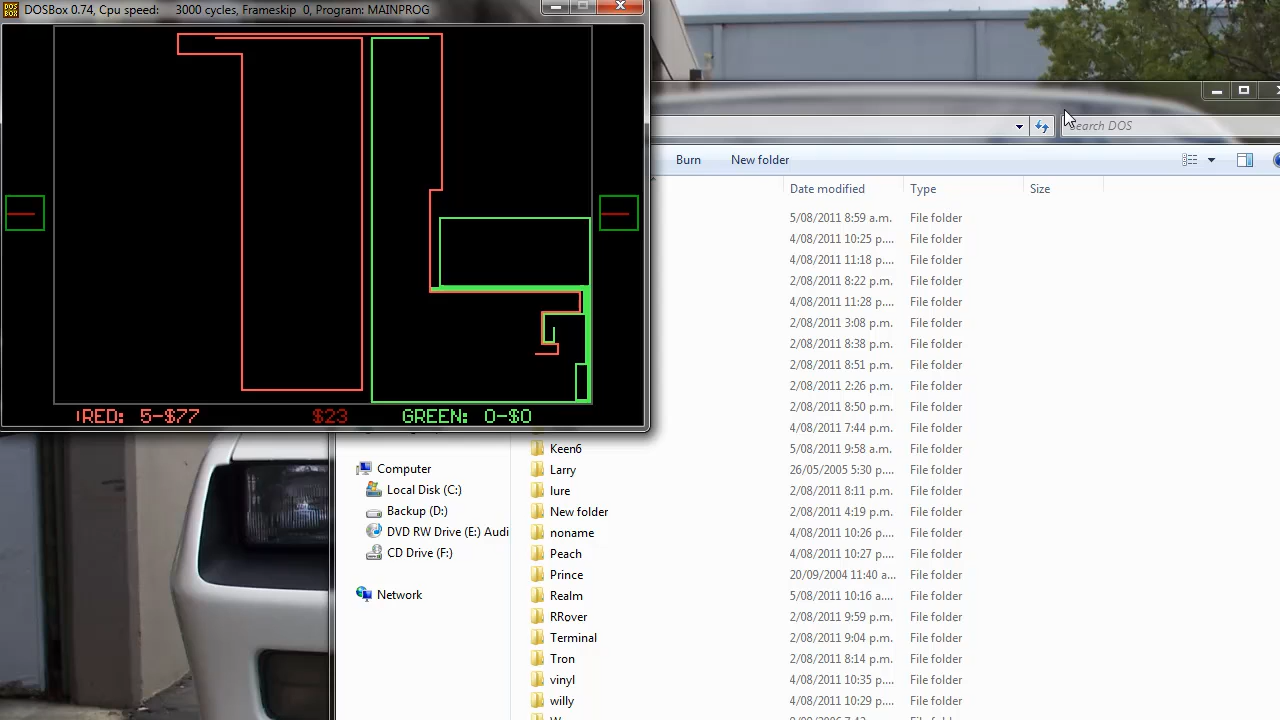 DOSBox 0.74, Cpu speed: 3000 cycles, Frameskip 0, Program: MAINPROG
RED: 5-$77 $23 GREEN: 0-$0
Search DOS
Burn New folder
Date modified Type Size
5/08/2011 8:59 a.m. File folder
4/08/2011 10:25 p.... File folder
4/08/2011 11:18 p.... File folder
2/08/2011 8:22 p.m. File folder
4/08/2011 11:28 p.... File folder
2/08/2011 3:08 p.m. File folder
2/08/2011 8:38 p.m. File folder
2/08/2011 8:51 p.m. File folder
2/08/2011 2:26 p.m. File folder
2/08/2011 8:50 p.m. File folder
4/08/2011 7:44 p.m. File folder
Keen6 5/08/2011 9:58 a.m. File folder
Larry 26/05/2005 5:30 p.... File folder
lure 2/08/2011 8:11 p.m. File folder
New folder 2/08/2011 4:19 p.m. File folder
noname 4/08/2011 10:26 p.... File folder
Peach 4/08/2011 10:27 p.... File folder
Prince 20/09/2004 11:40 a... File folder
Realm 5/08/2011 10:16 a.... File folder
RRover 2/08/2011 9:59 p.m. File folder
Terminal 2/08/2011 9:04 p.m. File folder
Tron 2/08/2011 8:14 p.m. File folder
vinyl 4/08/2011 10:35 p.... File folder
willy 4/08/2011 10:29 p.... File folder
Computer
Local Disk (C:)
Backup (D:)
DVD RW Drive (E:) Audi
CD Drive (F:)
Network